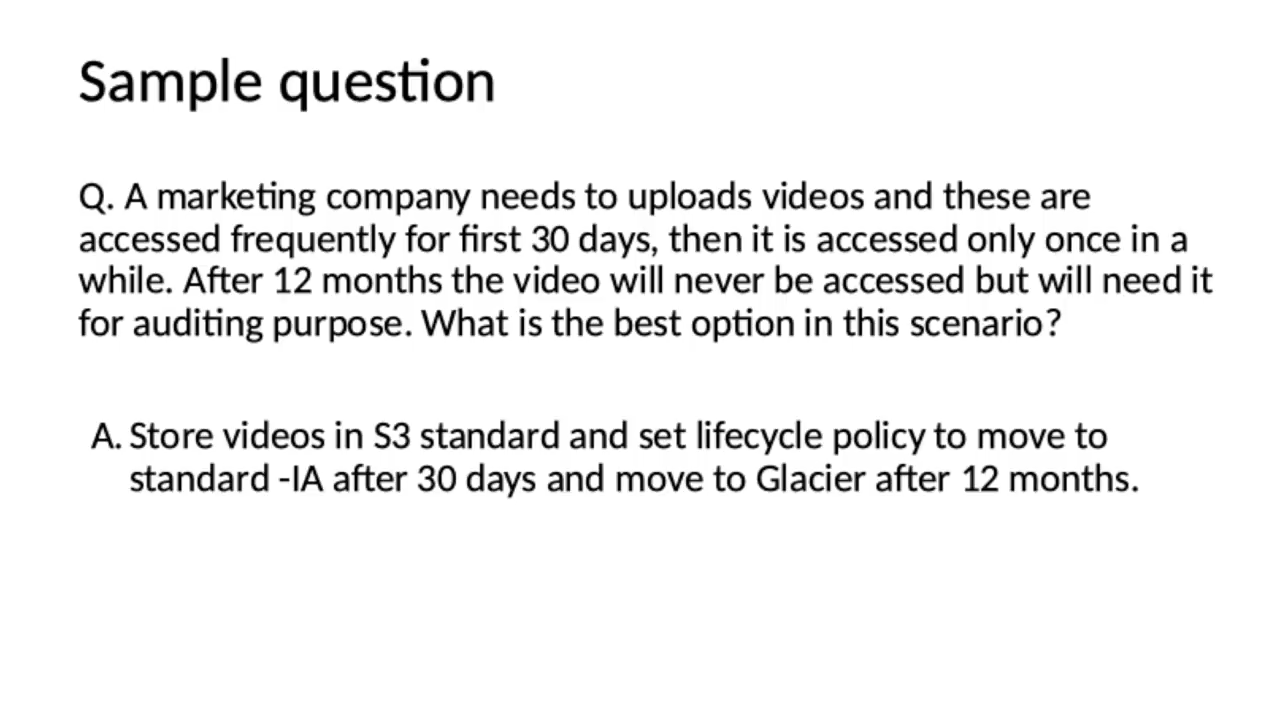 Sample question
Q. A marketing company needs to uploads videos and these are
accessed frequently for first 30 days, then it is accessed only once in a
while. After 12 months the video will never be accessed but will need it
for auditing purpose. What is the best option in this scenario?
A. Store videos in S3 standard and set lifecycle policy to move to
standard -IA after 30 days and move to Glacier after 12 months.